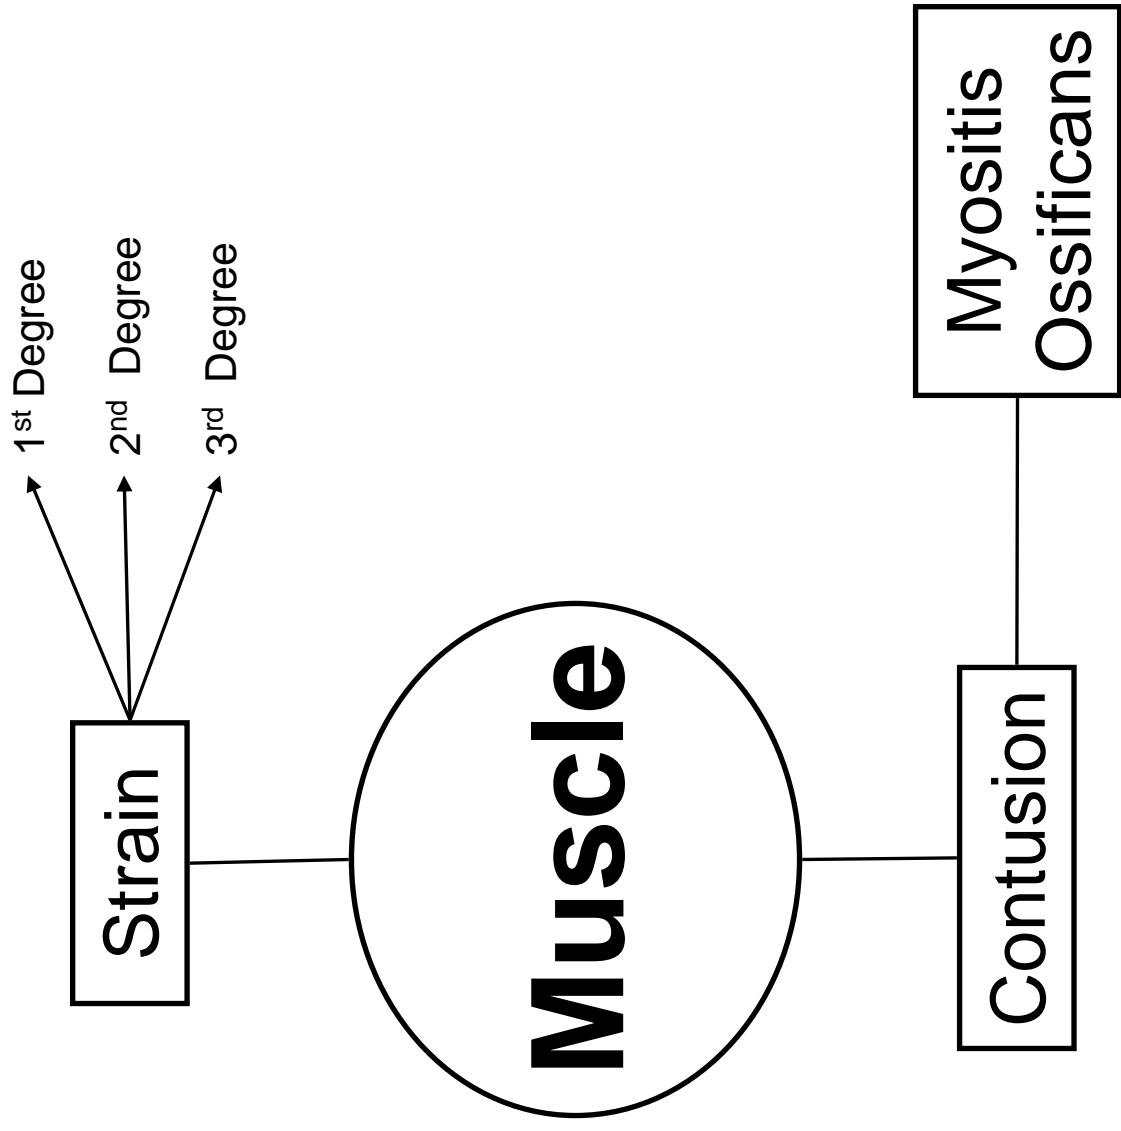 Strain
1st Degree
2nd Degree
3rd Degree
Muscle
Contusion
Myositis
Ossificans